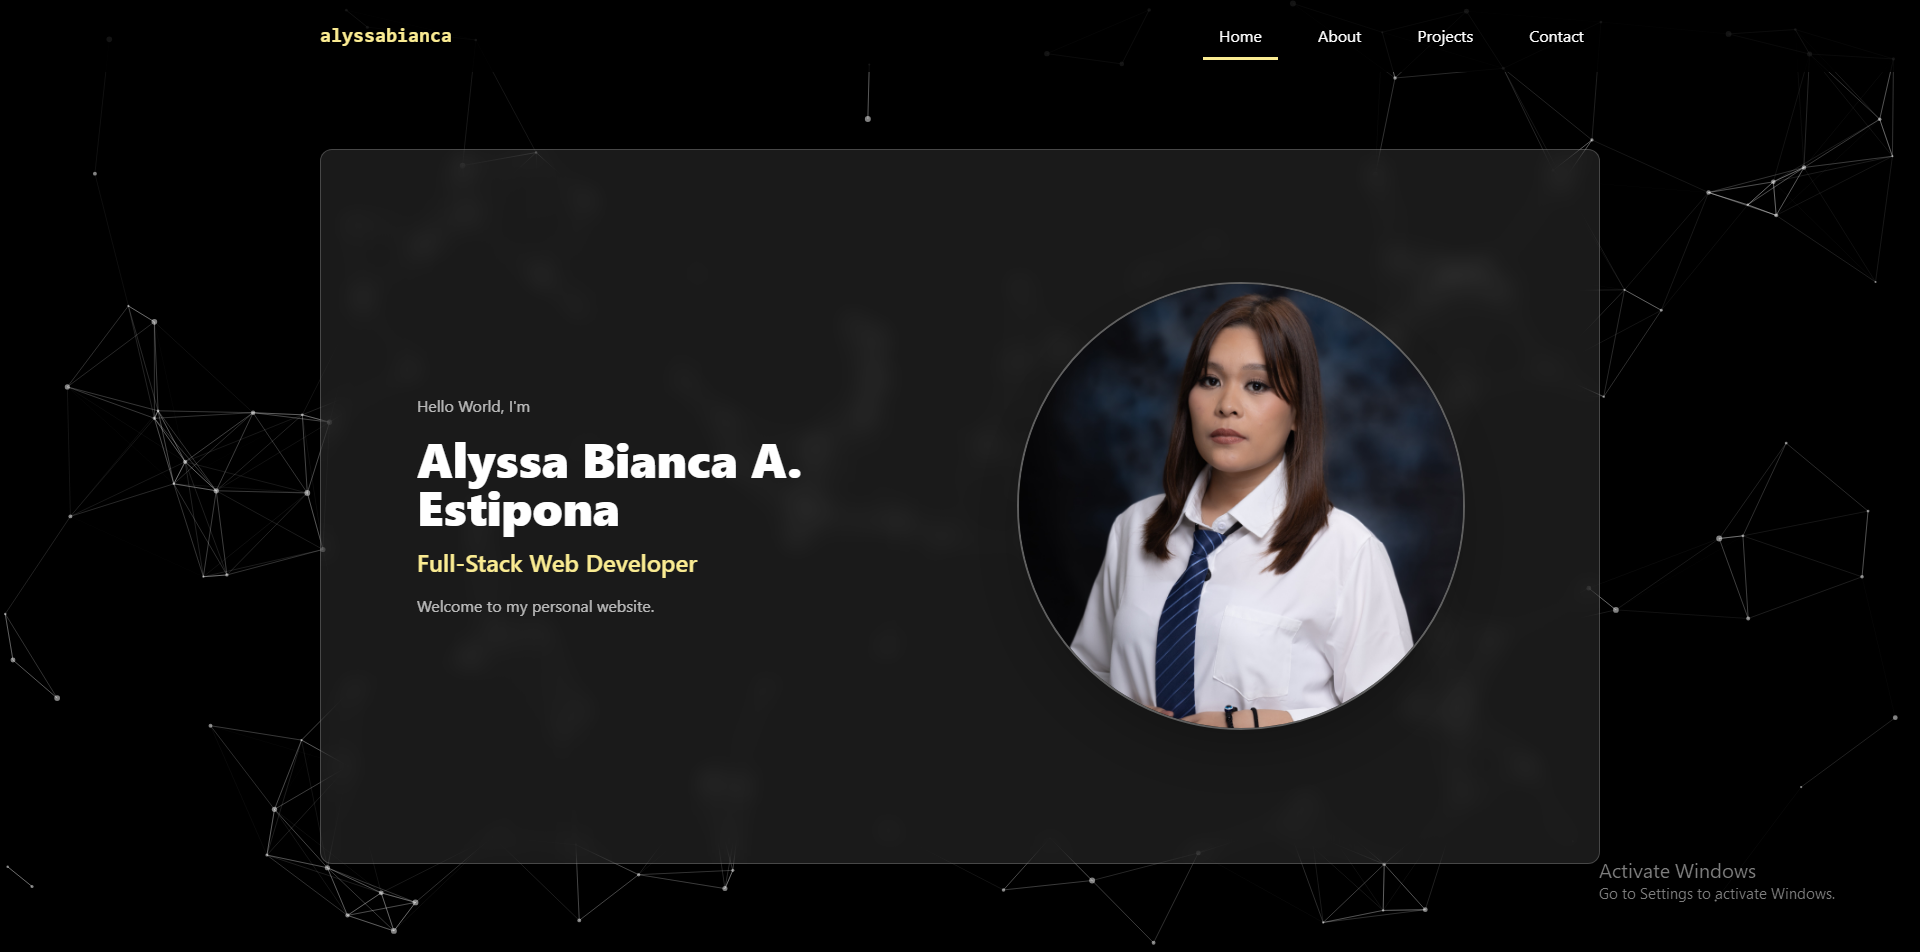 alyssabianca
Home
About
Projects
Contact
Hello World, I'm
Alyssa Bianca A.
Estipona
Full-Stack Web Developer
Welcome to my personal website.
Activate Windows
Go to Settings to activate Windows.